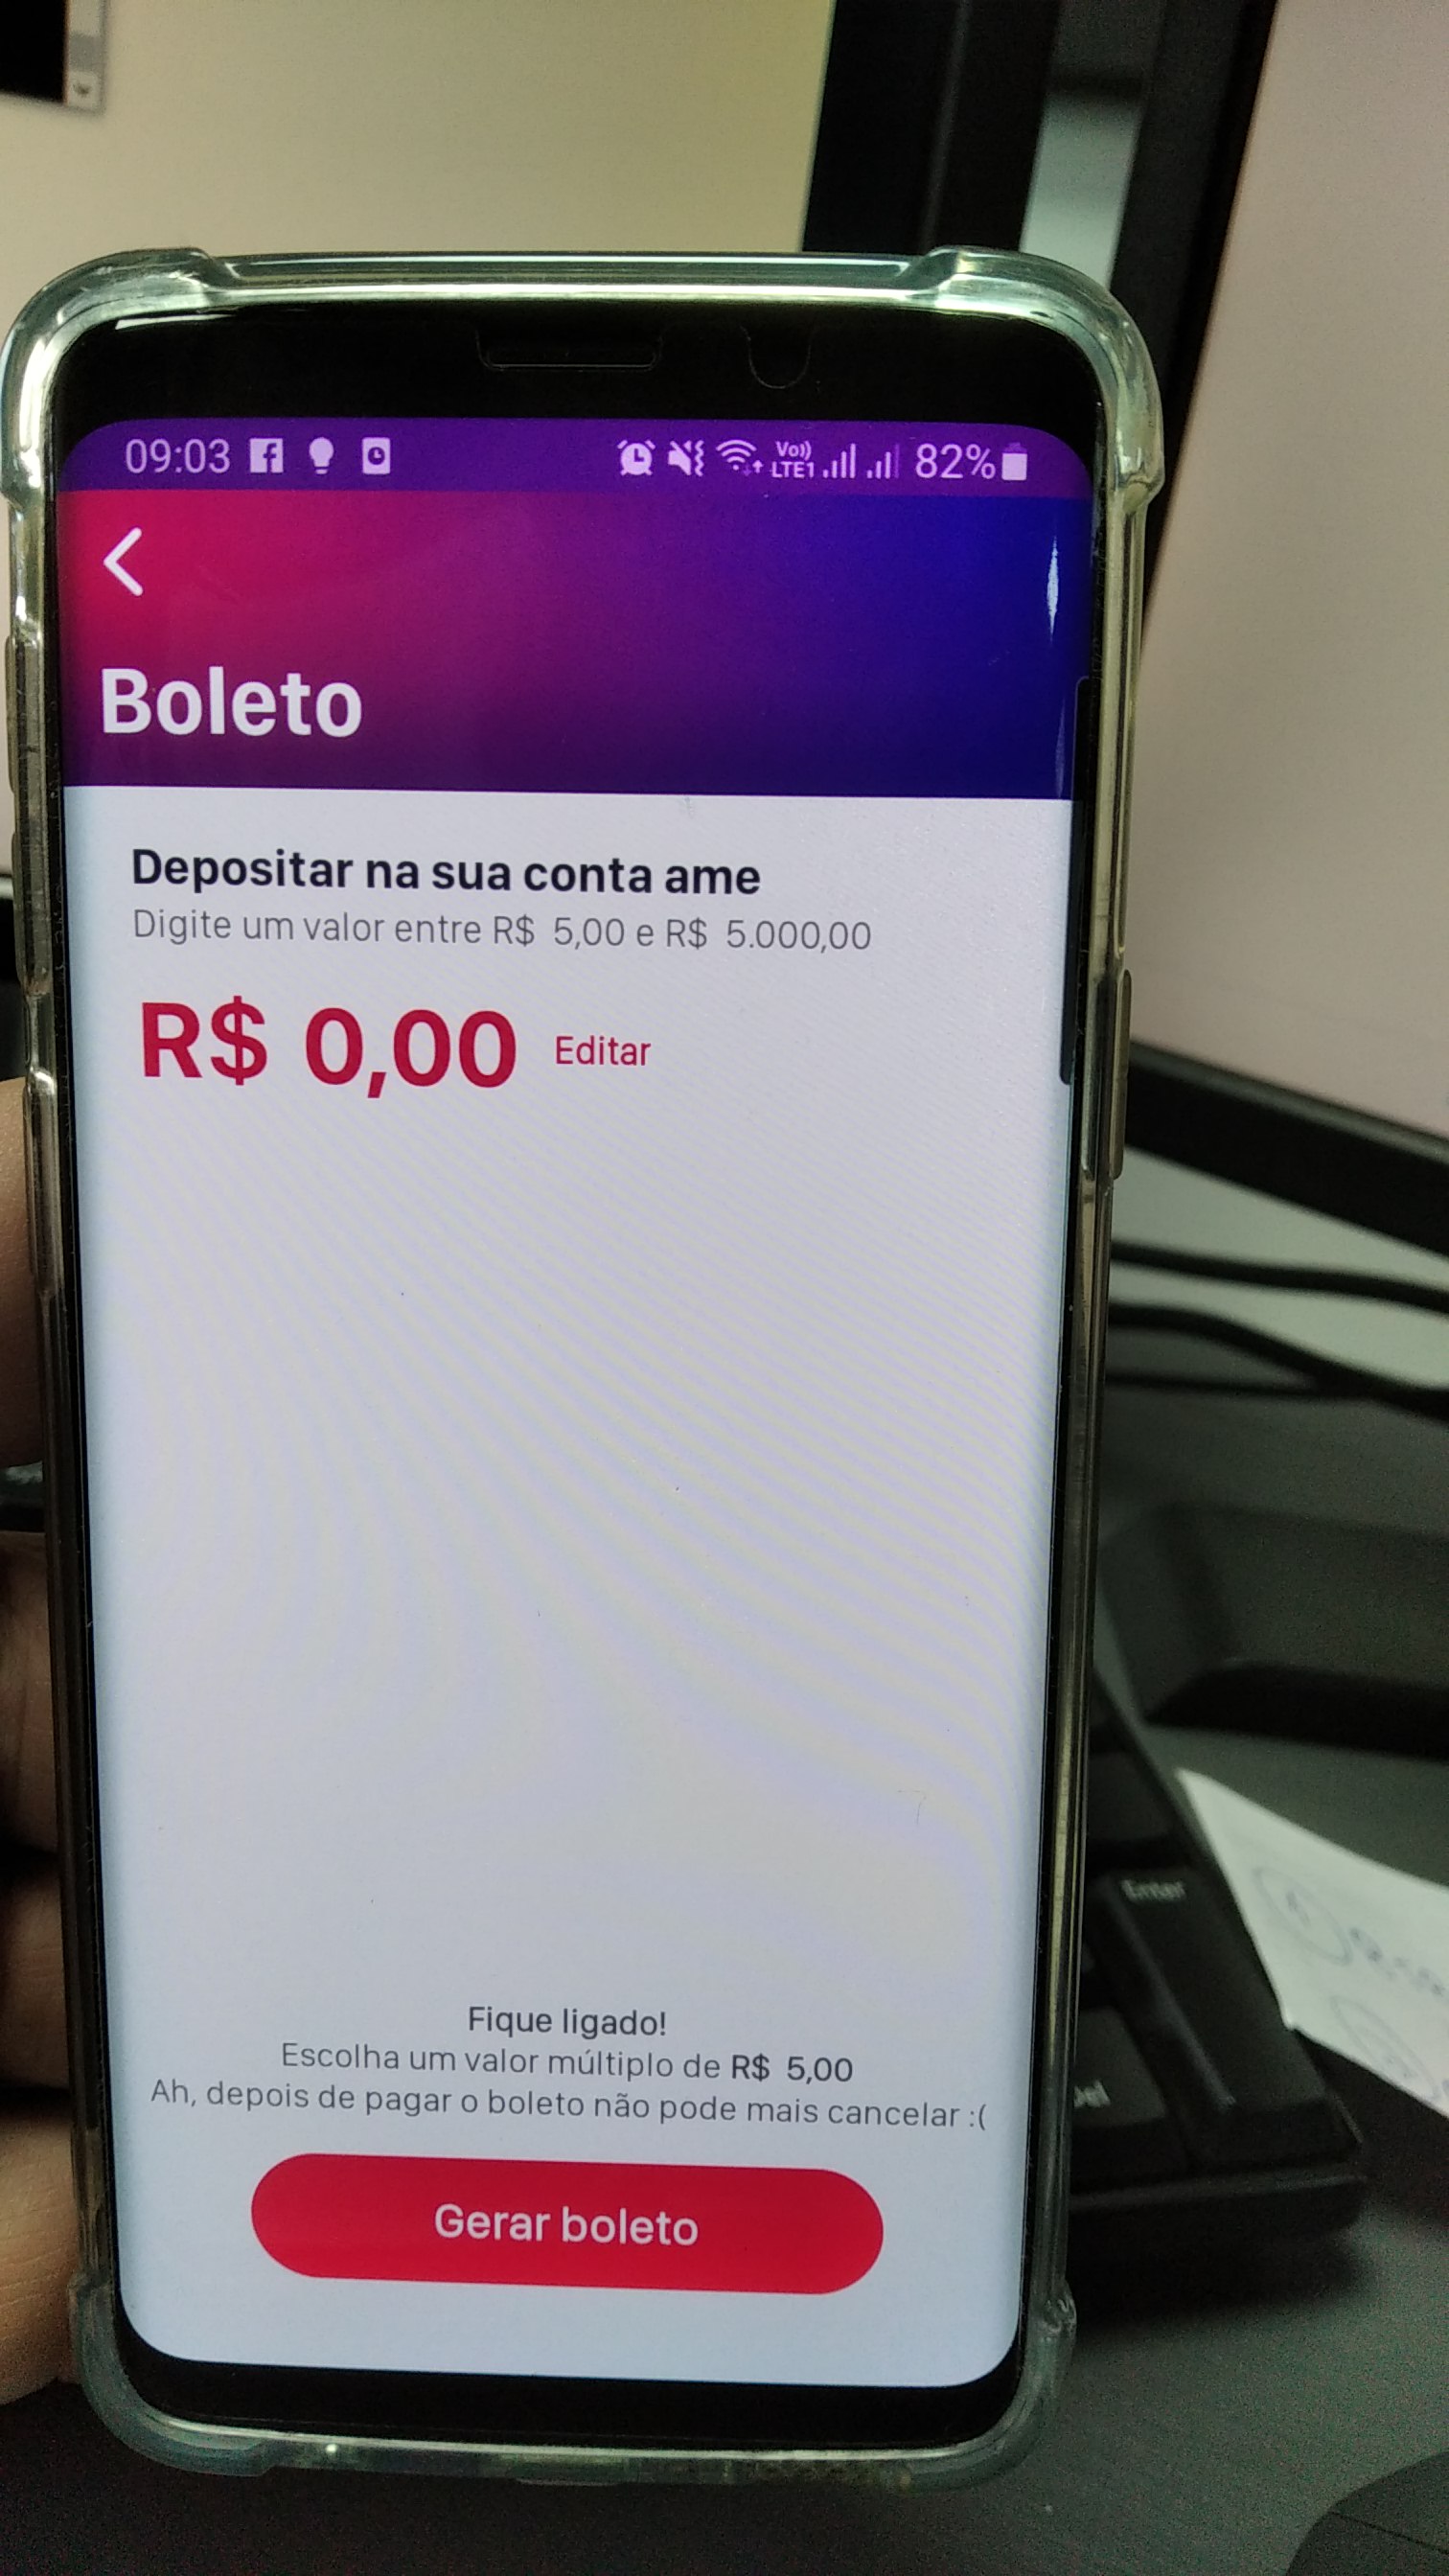 09:03
Vo))
LTE1
82%
Boleto
Depositar na sua conta ame
Digite um valor entre R$ 5,00 e R$ 5.000,00
R$ 0,00 Editar
Fique ligado!
Escolha um valor múltiplo de R$ 5,00
Ah, depois de pagar o boleto não pode mais cancelar :(
Gerar boleto
Enter
Del